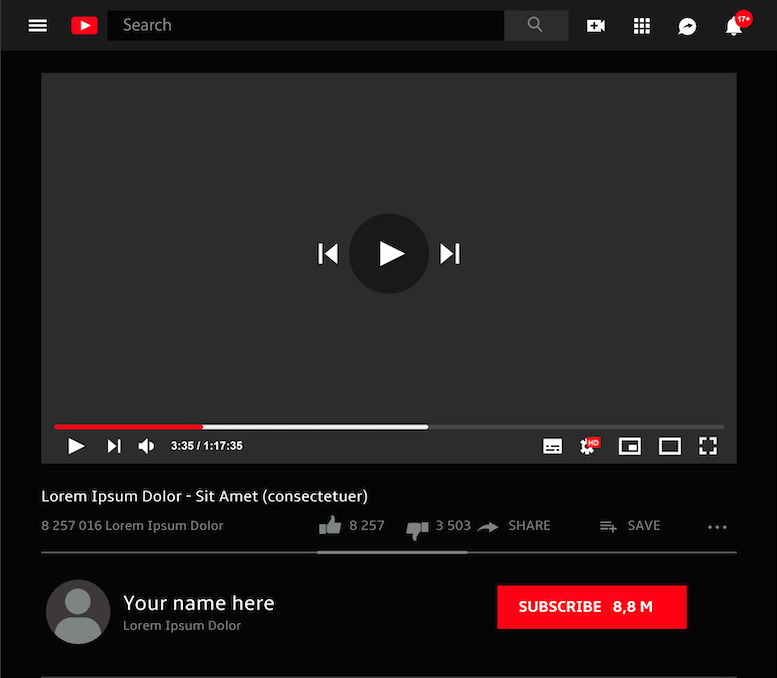 Search
17+
3:35 / 1:17:35
HD
Lorem Ipsum Dolor - Sit Amet (consectetuer)
8 257 016 Lorem Ipsum Dolor 8 257 3 503 SHARE SAVE
Your name here
Lorem Ipsum Dolor
SUBSCRIBE 8,8 M